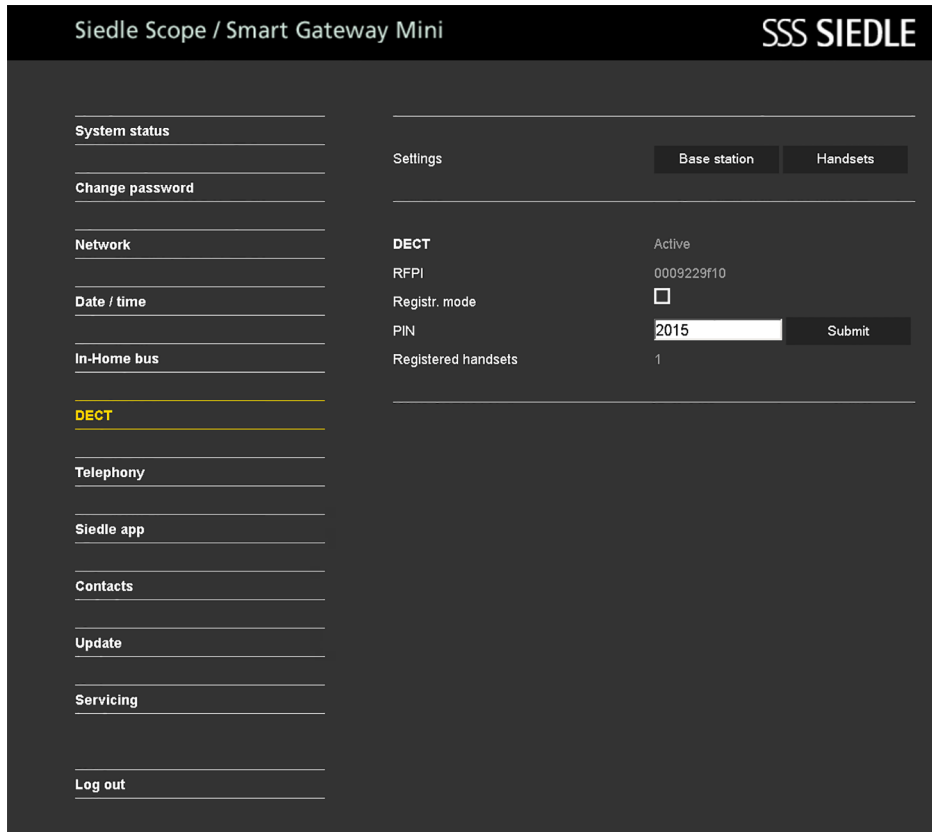 Siedle Scope / Smart Gateway Mini
SSS SIEDLE
System status
Change password
Network
Date / time
In-Home bus
DECT
Telephony
Siedle app
Contacts
Update
Servicing
Log out
Settings Base station Handsets
DECT Active
RFPI 0009229f10
Registr. mode
PIN 2015 Submit
Registered handsets 1